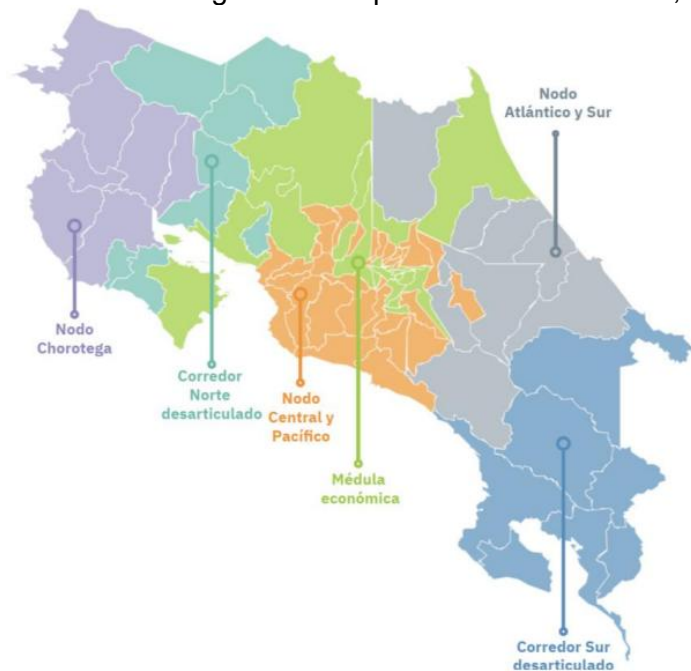 Nodo
Atlántico y Sur
Nodo
Chorotega
Corredor
Norte
desarticulado
Nodo
Central y
Pacífico
Médula
económica
Corredor Sur
desarticulado